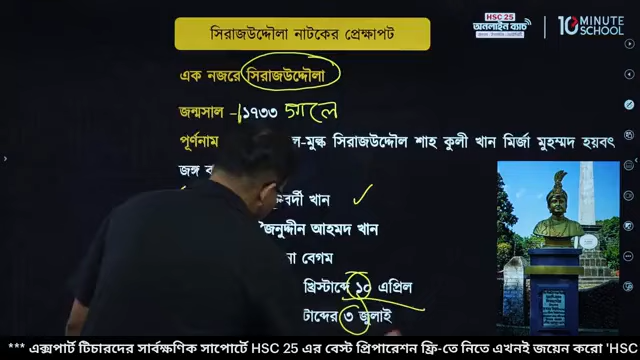 সিরাজউদ্দৌলা নাটকের প্রেক্ষাপট
HSC 25
অনলাইন ব্যাচ
10 MINUTE SCHOOL
এক নজরে সিরাজউদ্দৌলা
জন্মসাল - ১৭৩৩ সালে
পূর্ণনাম ল-মুল্ক সিরাজউদ্দৌল শাহ কুলী খান মির্জা মুহম্মদ হয়বৎ
জঙ্গ
বর্দী খান
জৈনুদ্দীন আহমদ খান
না বেগম
খ্রিস্টাব্দে ১০ এপ্রিল
টাব্দের ৩ জুলাই
*** এক্সপার্ট টিচারদের সার্বক্ষণিক সাপোর্টে HSC 25 এর বেস্ট প্রিপারেশন ফ্রি-তে নিতে এখনই জয়েন করো 'HSC